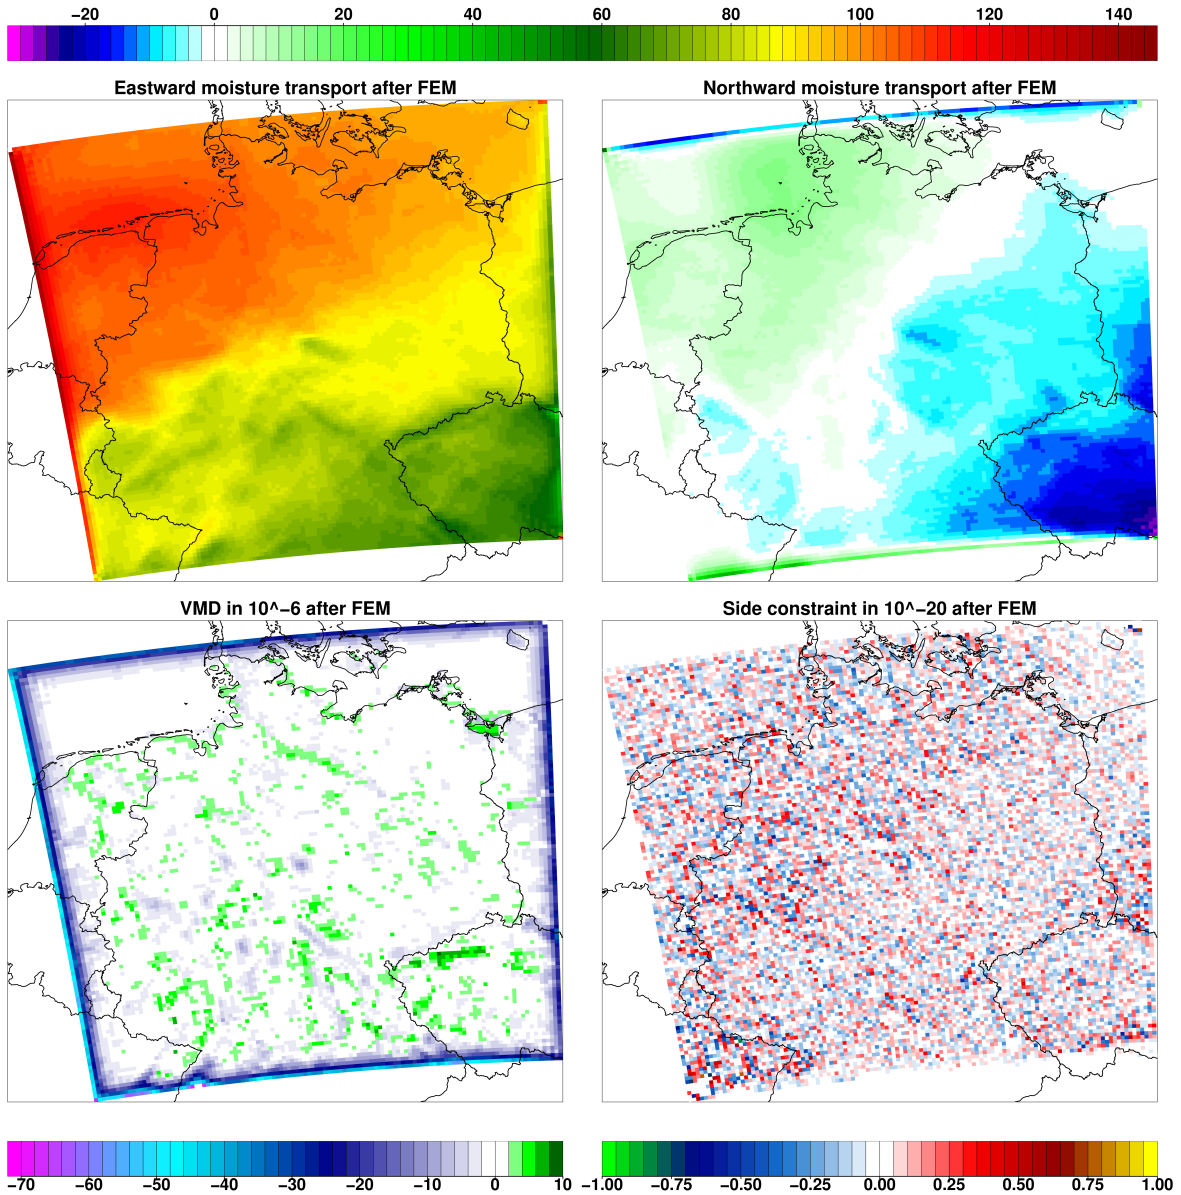 −20 0 20 40 60 80 100 120 140
Eastward moisture transport after FEM
Northward moisture transport after FEM
VMD in 10^−6 after FEM
Side constraint in 10^−20 after FEM
−70 −60 −50 −40 −30 −20 −10 0 10
−1.00 −0.75 −0.50 −0.25 0.00 0.25 0.50 0.75 1.00